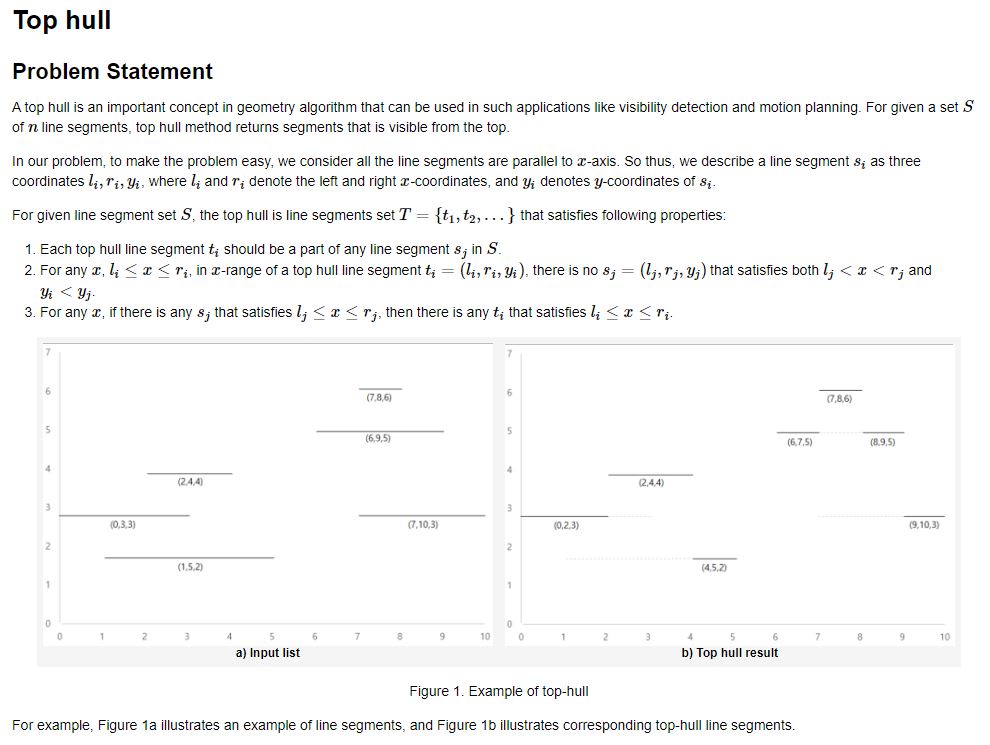 Top hull
Problem Statement
A top hull is an important concept in geometry algorithm that can be used in such applications like visibility detection and motion planning. For given a set S
of n line segments, top hull method returns segments that is visible from the top.
In our problem, to make the problem easy, we consider all the line segments are parallel to x-axis. So thus, we describe a line segment s_i as three
coordinates l_i, r_i, y_i, where l_i and r_i denote the left and right x-coordinates, and y_i denotes y-coordinates of s_i.
For given line segment set S, the top hull is line segments set T = {t_1, t_2, ...} that satisfies following properties:
1. Each top hull line segment t_i should be a part of any line segment s_j in S.
2. For any x, l_i ≤ x ≤ r_i, in x-range of a top hull line segment t_i = (l_i, r_i, y_i), there is no s_j = (l_j, r_j, y_j) that satisfies both l_j < x < r_j and
y_i < y_j.
3. For any x, if there is any s_j that satisfies l_j ≤ x ≤ r_j, then there is any t_i that satisfies l_i ≤ x ≤ r_i.
7
6
5
4
3
2
1
0
(7,8,6)
(6,9,5)
(2,4,4)
(0,3,3)
(7,10,3)
(1,5,2)
0 1 2 3 4 5 6 7 8 9 10
a) Input list
7
6
5
4
3
2
1
0
(7,8,6)
(6,7,5)
(8,9,5)
(2,4,4)
(0,2,3)
(9,10,3)
(4,5,2)
0 1 2 3 4 5 6 7 8 9 10
b) Top hull result
Figure 1. Example of top-hull
For example, Figure 1a illustrates an example of line segments, and Figure 1b illustrates corresponding top-hull line segments.